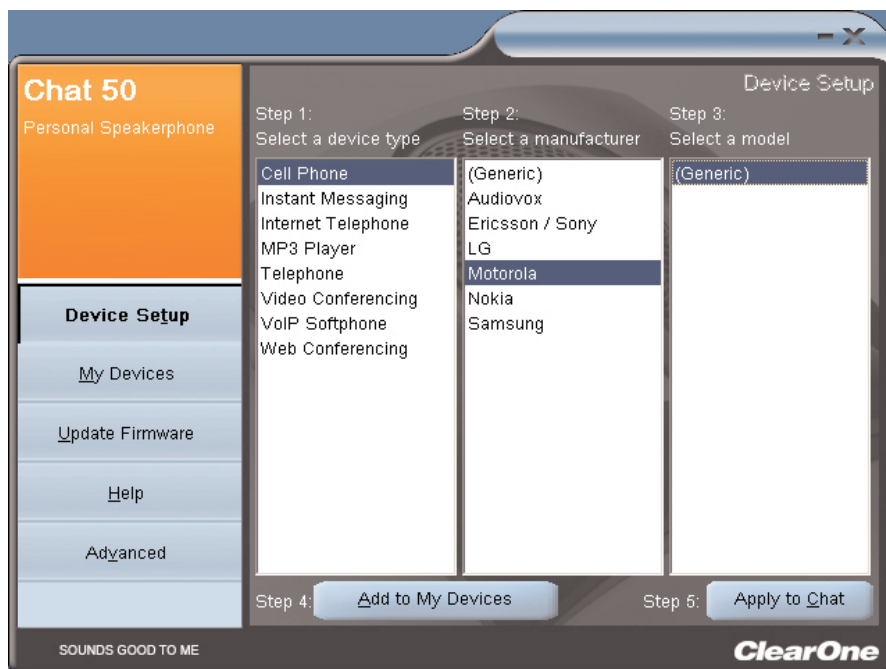 Chat 50
Personal Speakerphone
Device Setup
My Devices
Update Firmware
Help
Advanced
SOUNDS GOOD TO ME
Device Setup
Step 1:
Select a device type
Cell Phone
Instant Messaging
Internet Telephone
MP3 Player
Telephone
Video Conferencing
VoIP Softphone
Web Conferencing
Step 2:
Select a manufacturer
(Generic)
Audiovox
Ericsson / Sony
LG
Motorola
Nokia
Samsung
Step 3:
Select a model
(Generic)
Step 4:
Add to My Devices
Step 5:
Apply to Chat
ClearOne